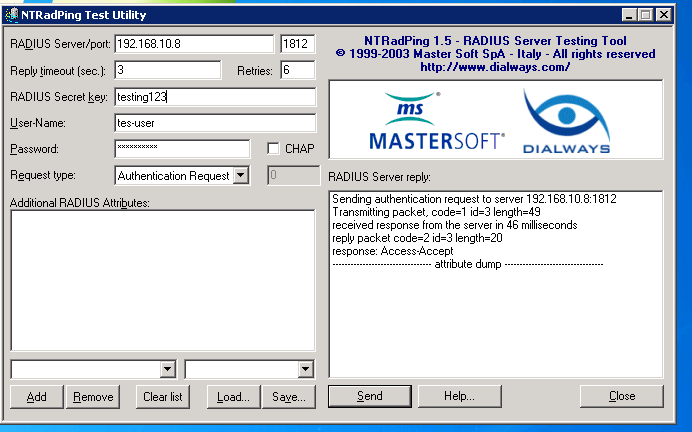 NTRadPing Test Utility
RADIUS Server/port: 192.168.10.8 1812
Reply timeout (sec.): 3 Retries: 6
RADIUS Secret key: testing123
User-Name: tes-user
Password: xxxxxxxxxx CHAP
Request type: Authentication Request 0
Additional RADIUS Attributes:
Add Remove Clear list Load... Save...
NTRadPing 1.5 - RADIUS Server Testing Tool
© 1999-2003 Master Soft SpA - Italy - All rights reserved
http://www.dialways.com/
ms
MASTERSOFT®
DIALWAYS
RADIUS Server reply:
Sending authentication request to server 192.168.10.8:1812
Transmitting packet, code=1 id=3 length=49
received response from the server in 46 milliseconds
reply packet code=2 id=3 length=20
response: Access-Accept
-------------------------------- attribute dump --------------------------------
Send Help... Close